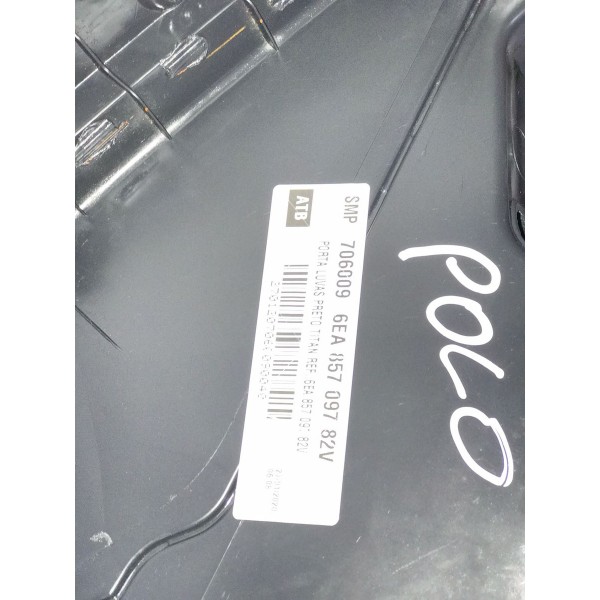 ATB
SMP 706009 6EA 857 097 82V
PORTA LUVAS PRETO TITAN REF. 6EA 857 097 82V
POLO